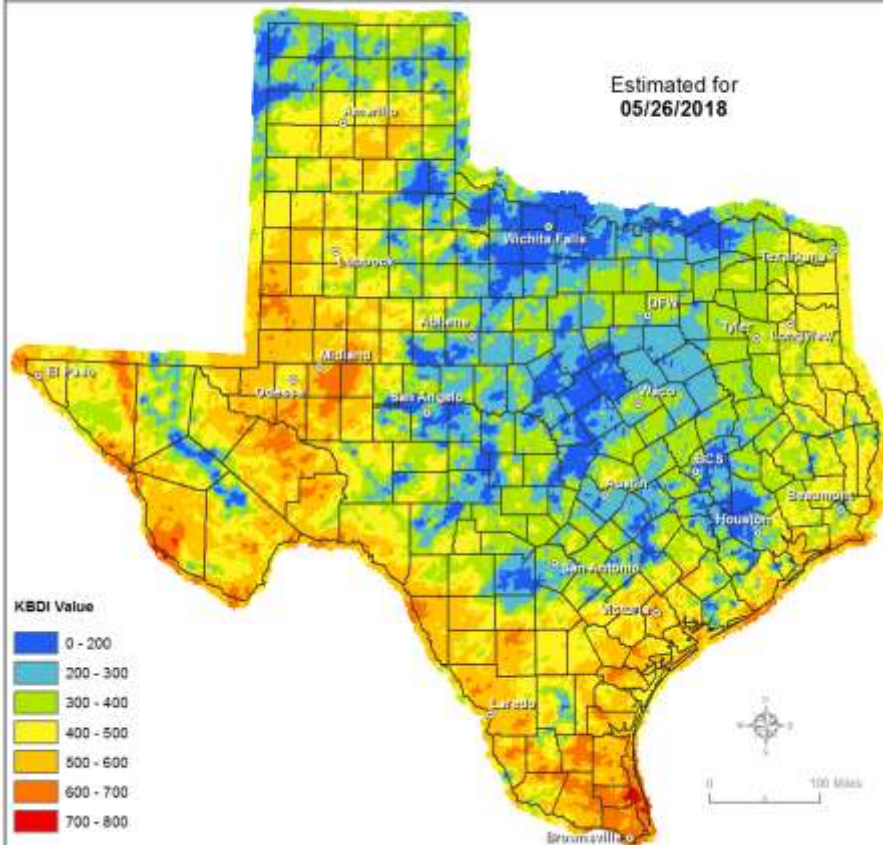 Estimated for
05/26/2018
Amarillo
Wichita Falls
Lubbock
Texarkana
DFW
Abilene
Tyler
Longview
Midland
El Paso
Odessa
San Angelo
Waco
BCS
Austin
Beaumont
Houston
San Antonio
Victoria
KBDI Value
0 - 200
200 - 300
300 - 400
400 - 500
500 - 600
600 - 700
700 - 800
Laredo
0 100 Miles
Brownsville